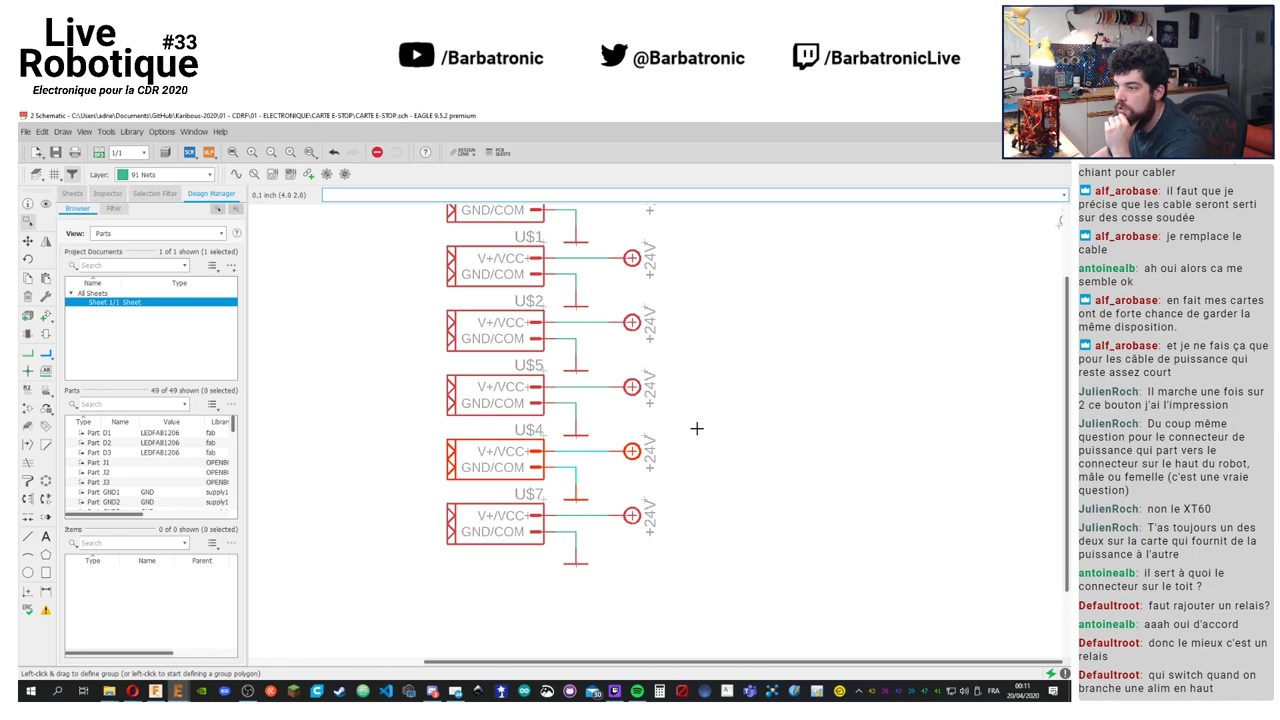 Live
Robotique #33
Electronique pour la CDR 2020
/Barbatronic
@Barbatronic
/BarbatronicLive
2 Schematic - C:\Users\adrie\Documents\GitHub\Karibous-2020\01 - CDRF\01 - ELECTRONIQUE\CARTE E-STOP\CARTE E-STOP.sch - EAGLE 9.5.2 premium
File Edit Draw View Tools Library Options Window Help
1/1
SCR ULP
DESIGN LINK
PCB QUOTE
Layer: 91 Nets
Sheets Inspector Selection Filter Design Manager
0.1 inch (4.0 2.0)
Browser Filter
View: Parts
Project Documents 1 of 1 shown (1 selected)
Search
Name Type
All Sheets
Sheet 1/1 Sheet
Parts 49 of 49 shown (0 selected)
Search
Type Name Value Librar
Part D1 LEDFAB1206 fab
Part D2 LEDFAB1206 fab
Part D3 LEDFAB1206 fab
Part J1 OPENBC
Part J2 OPENBC
Part J3 OPENBC
Part GND1 GND supply1
Part GND2 GND supply1
Items 0 of 0 shown (0 selected)
Search
Type Name Parent
GND/COM
U$1
V+/VCC
GND/COM
+24V
U$2
V+/VCC
GND/COM
+24V
U$5
V+/VCC
GND/COM
+24V
U$4
V+/VCC
GND/COM
+24V
U$7
V+/VCC
GND/COM
+24V
Left-click & drag to define group (or left-click to start defining a group polygon)
FRA
00:11
20/04/2020
chiant pour cabler
alf_arobase: il faut que je
précise que les cable seront serti
sur des cosse soudée
alf_arobase: je remplace le
cable
antoinealb: ah oui alors ca me
semble ok
alf_arobase: en fait mes cartes
ont de forte chance de garder la
même disposition.
alf_arobase: et je ne fais ça que
pour les câble de puissance qui
reste assez court
JulienRoch: Il marche une fois sur
2 ce bouton j'ai l'impression
JulienRoch: Du coup même
question pour le connecteur de
puissance qui part vers le
connecteur sur le haut du robot,
mâle ou femelle (c'est une vraie
question)
JulienRoch: non le XT60
JulienRoch: T'as toujours un des
deux sur la carte qui fournit de la
puissance à l'autre
antoinealb: il sert à quoi le
connecteur sur le toit ?
Defaultroot: faut rajouter un relais?
antoinealb: aaah oui d'accord
Defaultroot: donc le mieux c'est un
relais
Defaultroot: qui switch quand on
branche une alim en haut